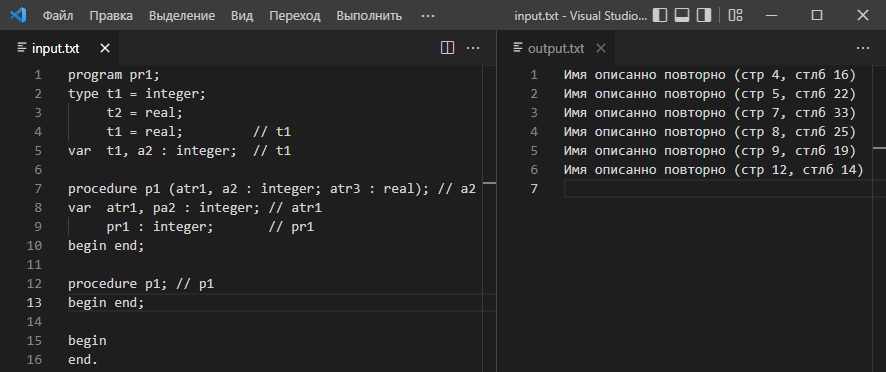 Файл Правка Выделение Вид Переход Выполнить ··· input.txt - Visual Studio...
input.txt ···
1 program pr1;
2 type t1 = integer;
3 t2 = real;
4 t1 = real; // t1
5 var t1, a2 : integer; // t1
6
7 procedure p1 (atr1, a2 : integer; atr3 : real); // a2
8 var atr1, pa2 : integer; // atr1
9 pr1 : integer; // pr1
10 begin end;
11
12 procedure p1; // p1
13 begin end;
14
15 begin
16 end.
output.txt ···
1 Имя описанно повторно (стр 4, стлб 16)
2 Имя описанно повторно (стр 5, стлб 22)
3 Имя описанно повторно (стр 7, стлб 33)
4 Имя описанно повторно (стр 8, стлб 25)
5 Имя описанно повторно (стр 9, стлб 19)
6 Имя описанно повторно (стр 12, стлб 14)
7